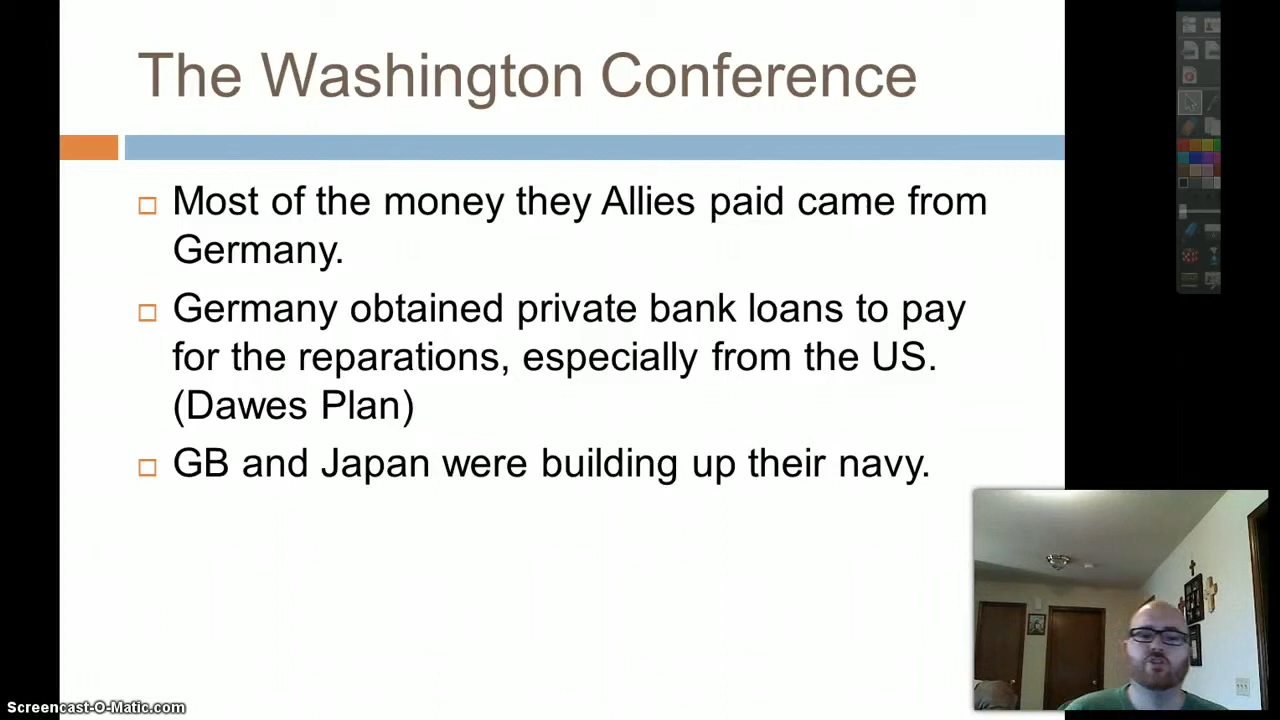 The Washington Conference
Most of the money they Allies paid came from
Germany.
Germany obtained private bank loans to pay
for the reparations, especially from the US.
(Dawes Plan)
GB and Japan were building up their navy.
Screencast-O-Matic.com